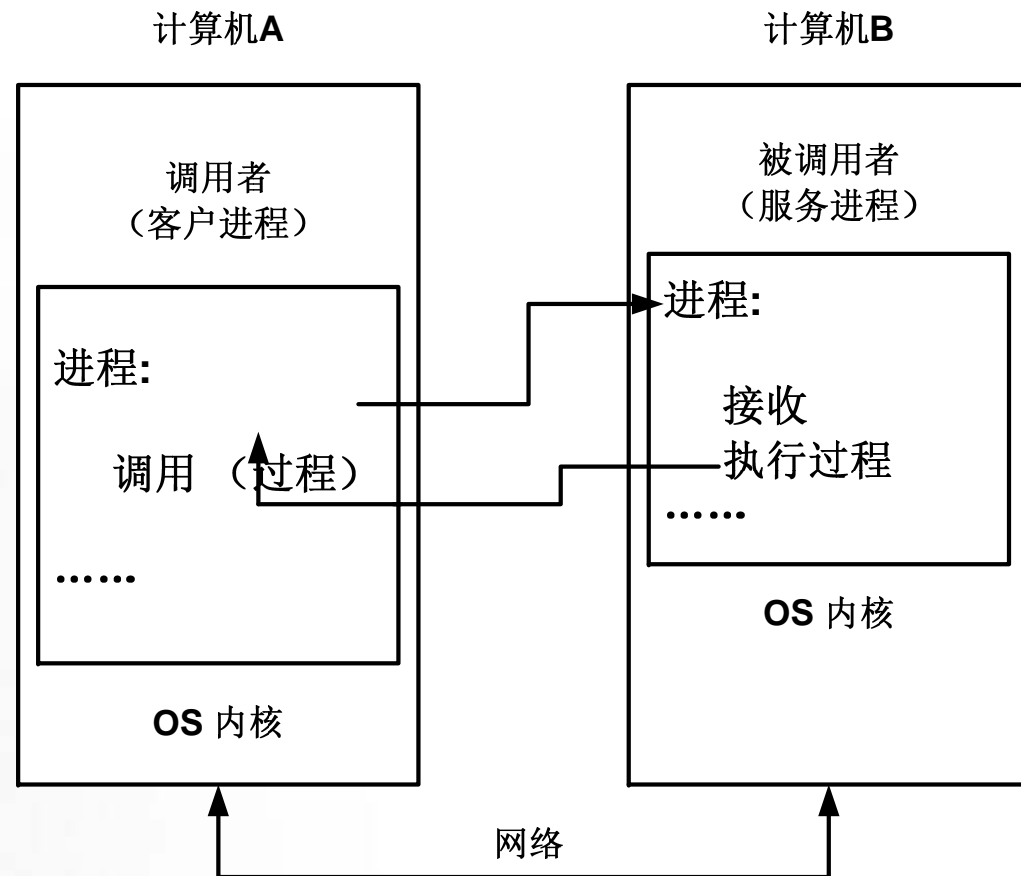 计算机A
计算机B
调用者
（客户进程）
被调用者
（服务进程）
进程:
调用 （过程）
……
OS 内核
进程:
接收
执行过程
……
OS 内核
网络